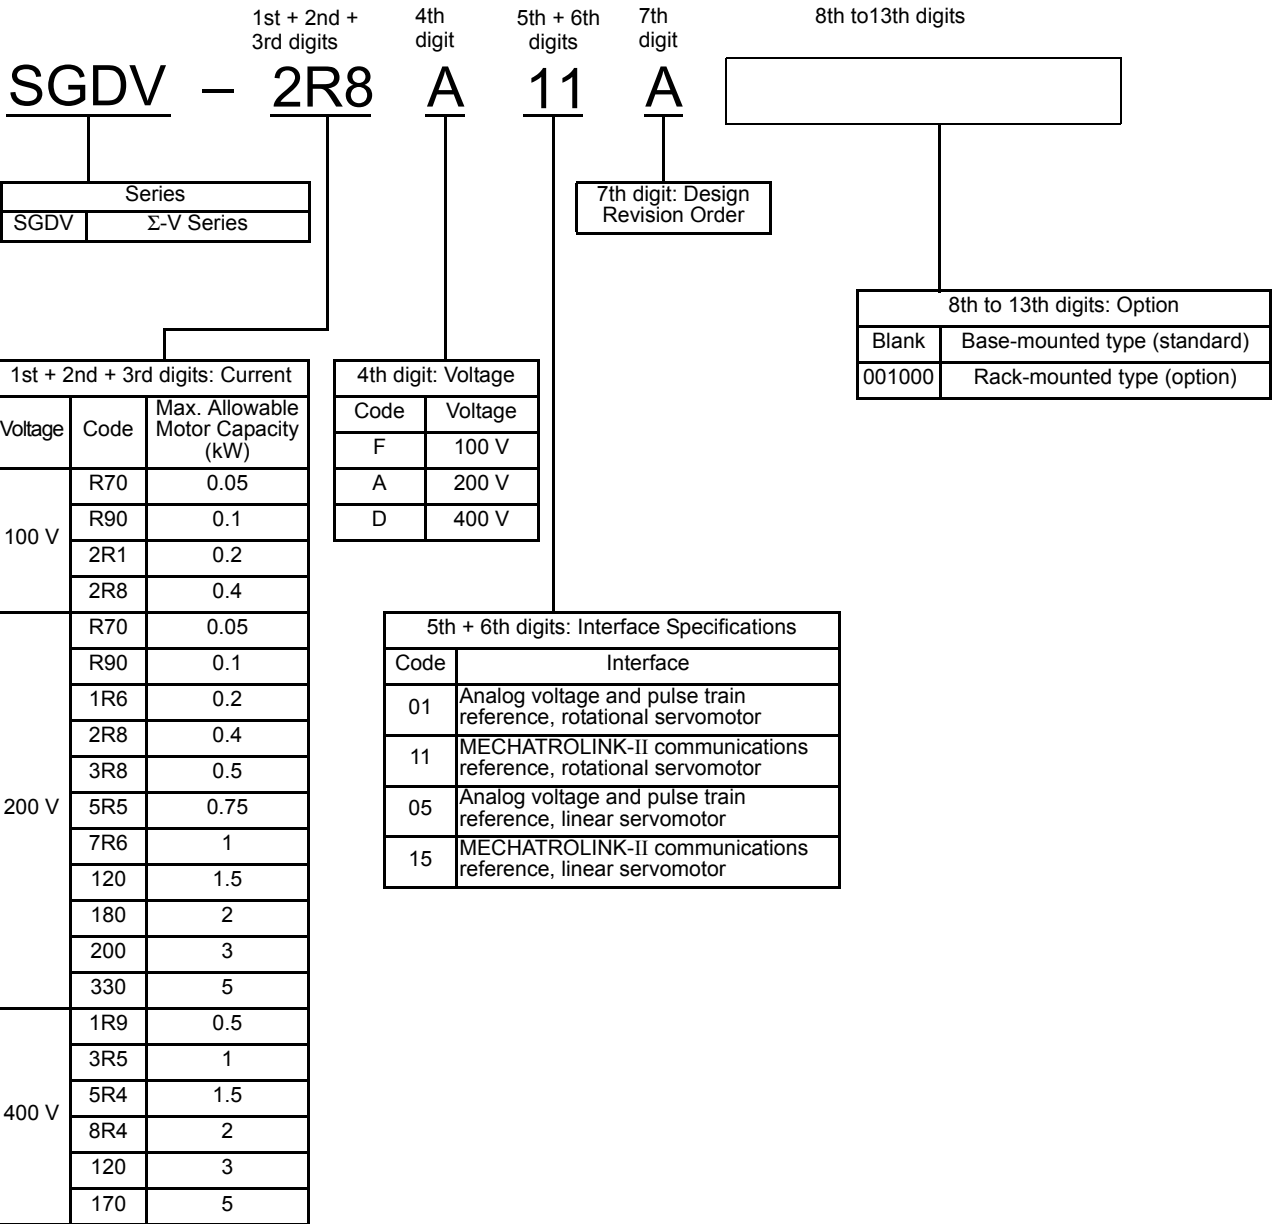 1st + 2nd +
3rd digits
4th
digit
5th + 6th
digits
7th
digit
8th to13th digits
SGDV – 2R8 A 11 A
Series
SGDV Σ-V Series
7th digit: Design
Revision Order
8th to 13th digits: Option
Blank Base-mounted type (standard)
001000 Rack-mounted type (option)
1st + 2nd + 3rd digits: Current
Voltage Code Max. Allowable
Motor Capacity
(kW)
100 V
R70 0.05
R90 0.1
2R1 0.2
2R8 0.4
200 V
R70 0.05
R90 0.1
1R6 0.2
2R8 0.4
3R8 0.5
5R5 0.75
7R6 1
120 1.5
180 2
200 3
330 5
400 V
1R9 0.5
3R5 1
5R4 1.5
8R4 2
120 3
170 5
4th digit: Voltage
Code Voltage
F 100 V
A 200 V
D 400 V
5th + 6th digits: Interface Specifications
Code Interface
01 Analog voltage and pulse train
reference, rotational servomotor
11 MECHATROLINK-II communications
reference, rotational servomotor
05 Analog voltage and pulse train
reference, linear servomotor
15 MECHATROLINK-II communications
reference, linear servomotor